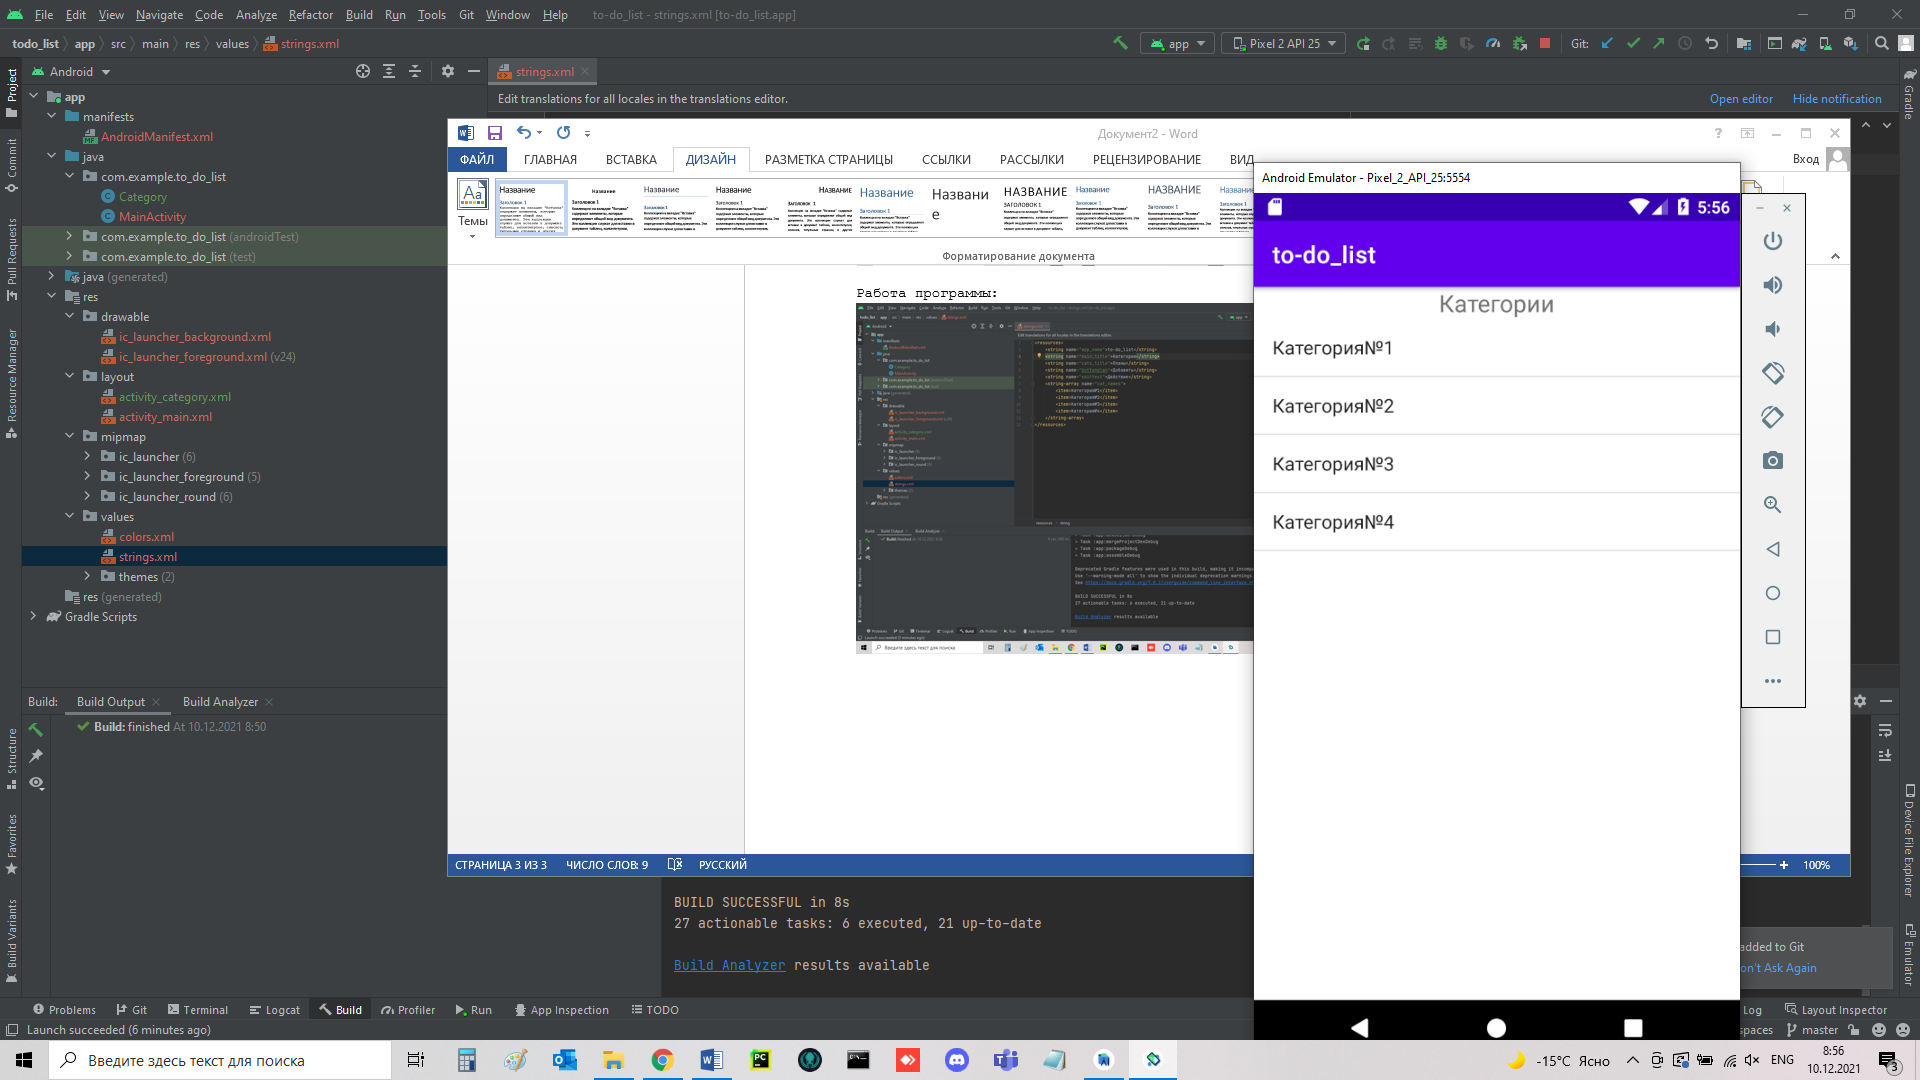 File Edit View Navigate Code Analyze Refactor Build Run Tools Git Window Help to-do_list - strings.xml [to-do_list.app]
todo_list app src main res values strings.xml app Pixel 2 API 25 Git:
Android
strings.xml
Edit translations for all locales in the translations editor. Open editor Hide notification
Project
Commit
Pull Requests
Resource Manager
Structure
Favorites
Build Variants
app
manifests
AndroidManifest.xml
java
com.example.to_do_list
Category
MainActivity
com.example.to_do_list (androidTest)
com.example.to_do_list (test)
java (generated)
res
drawable
ic_launcher_background.xml
ic_launcher_foreground.xml (v24)
layout
activity_category.xml
activity_main.xml
mipmap
ic_launcher (6)
ic_launcher_foreground (5)
ic_launcher_round (6)
values
colors.xml
strings.xml
themes (2)
res (generated)
Gradle Scripts
Документ2 - Word
ФАЙЛ ГЛАВНАЯ ВСТАВКА ДИЗАЙН РАЗМЕТКА СТРАНИЦЫ ССЫЛКИ РАССЫЛКИ РЕЦЕНЗИРОВАНИЕ ВИД Вход
Темы
Название Название Название Название Название Название Названи
е
НАЗВАНИЕ Название НАЗВАНИЕ Название
Форматирование документа
Работа программы:
СТРАНИЦА 3 ИЗ 3 ЧИСЛО СЛОВ: 9 РУССКИЙ 100%
Android Emulator - Pixel_2_API_25:5554
5:56
to-do_list
Категории
Категория№1
Категория№2
Категория№3
Категория№4
Build: Build Output Build Analyzer
Build: finished At 10.12.2021 8:50
BUILD SUCCESSFUL in 8s
27 actionable tasks: 6 executed, 21 up-to-date
Build Analyzer results available
added to Git
on't Ask Again
Gradle
Device File Explorer
Emulator
Problems Git Terminal Logcat Build Profiler Run App Inspection TODO Log Layout Inspector
Launch succeeded (6 minutes ago) spaces master
Введите здесь текст для поиска
-15°C Ясно ENG 8:56
10.12.2021
3